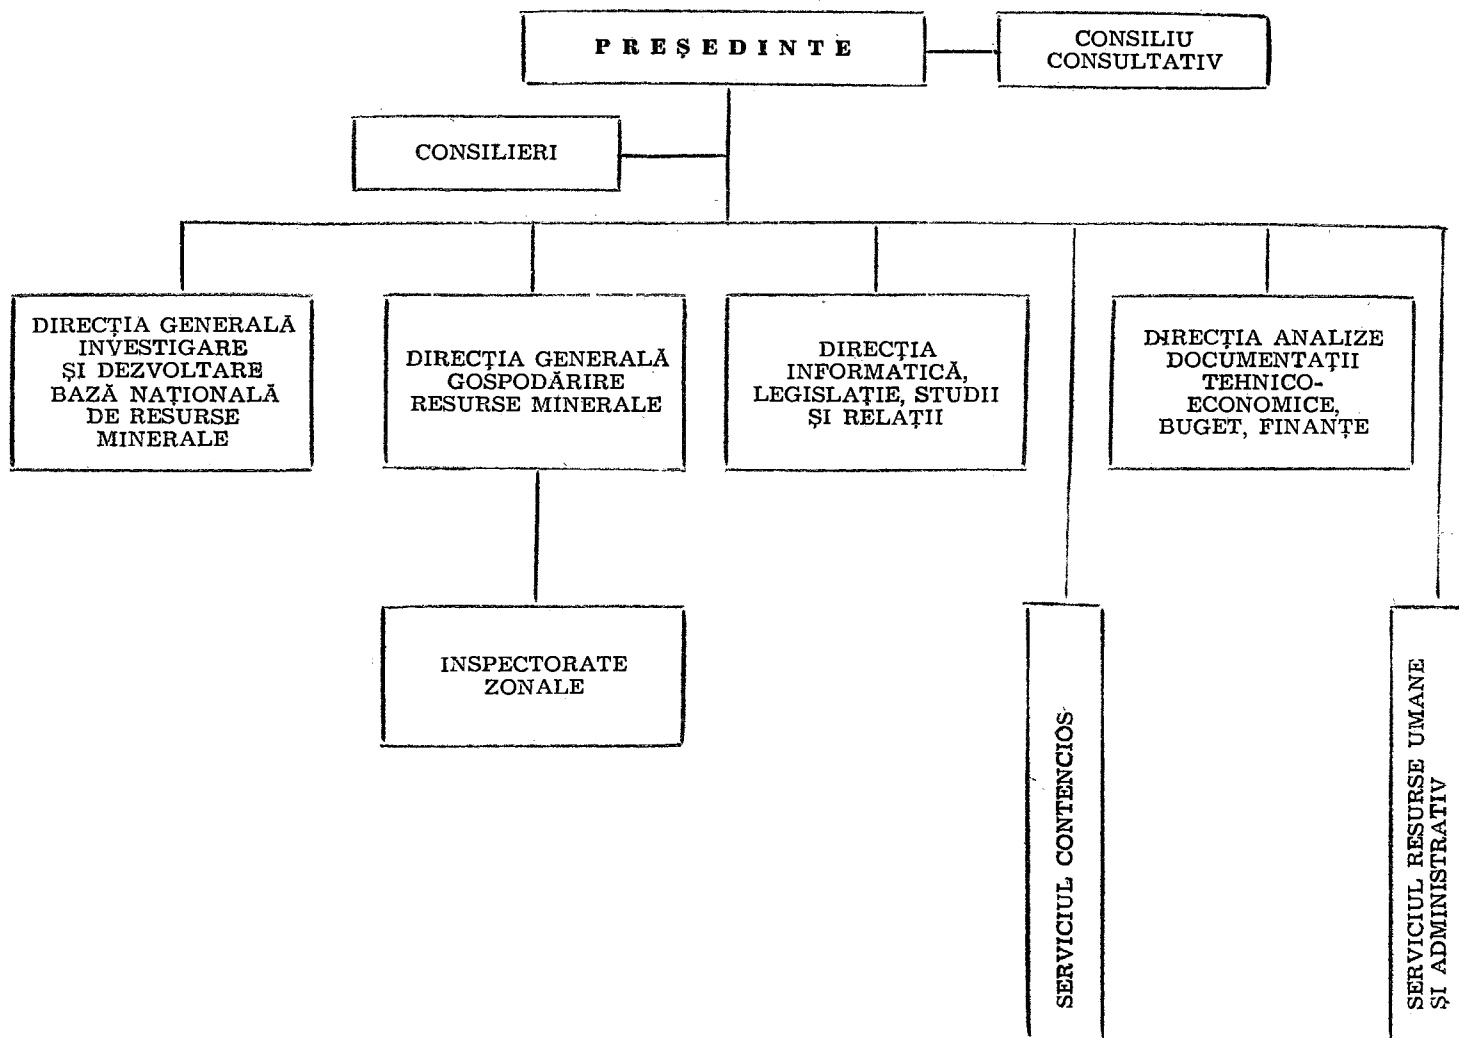 PREȘEDINTE
CONSILIU
CONSULTATIV
CONSILIERI
DIRECȚIA GENERALĂ
INVESTIGARE
ȘI DEZVOLTARE
BAZĂ NAȚIONALĂ
DE RESURSE
MINERALE
DIRECȚIA GENERALĂ
GOSPODĂRIRE
RESURSE MINERALE
DIRECȚIA
INFORMATICĂ,
LEGISLAȚIE, STUDII
ȘI RELAȚII
DIRECȚIA ANALIZE
DOCUMENTAȚII
TEHNICO-
ECONOMICE,
BUGET, FINANȚE
INSPECTORATE
ZONALE
SERVICIUL CONTENCIOS
SERVICIUL RESURSE UMANE
ȘI ADMINISTRATIV